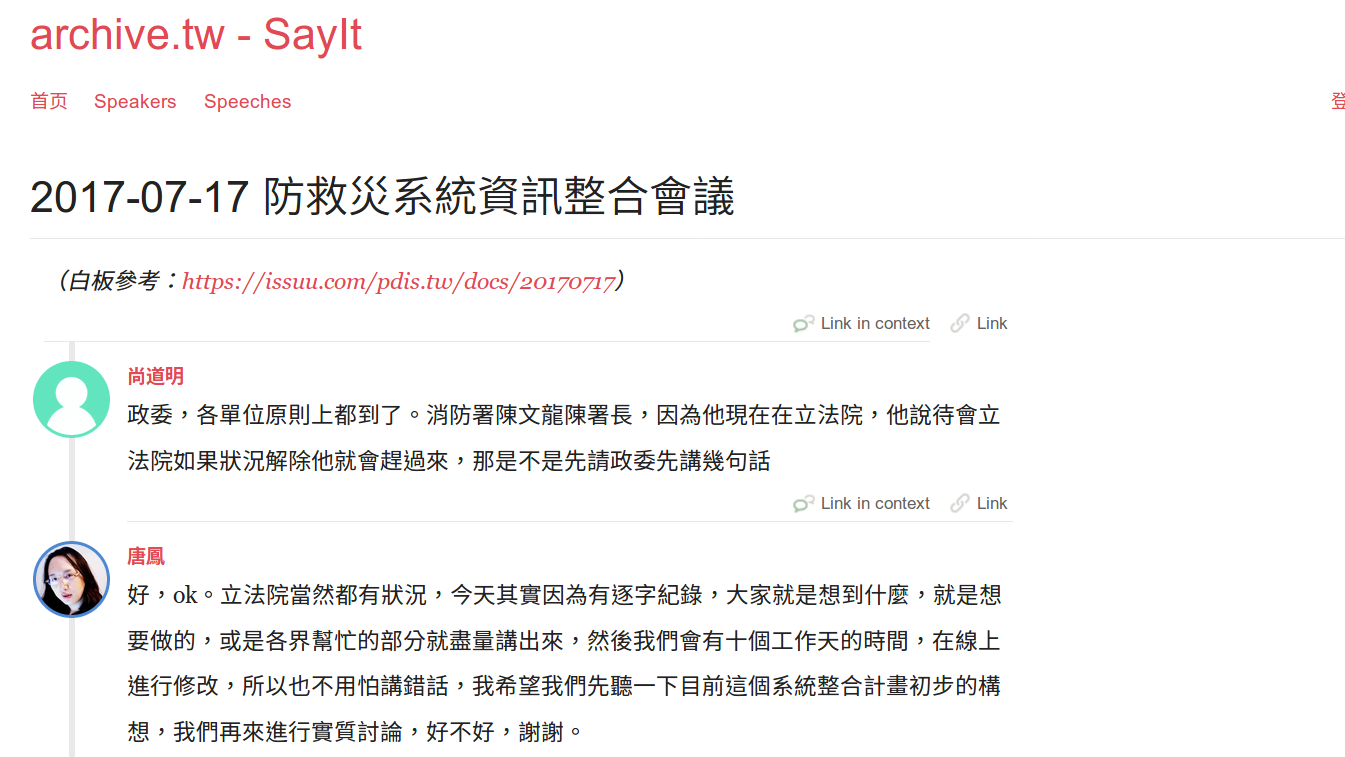 archive.tw - SayIt
首页 Speakers Speeches 登
2017-07-17 防救災系統資訊整合會議
（白板參考：https://issuu.com/pdis.tw/docs/20170717）
Link in context Link
尚道明
政委，各單位原則上都到了。消防署陳文龍陳署長，因為他現在在立法院，他說待會立
法院如果狀況解除他就會趕過來，那是不是先請政委先講幾句話
Link in context Link
唐鳳
好，ok。立法院當然都有狀況，今天其實因為有逐字紀錄，大家就是想到什麼，就是想
要做的，或是各界幫忙的部分就盡量講出來，然後我們會有十個工作天的時間，在線上
進行修改，所以也不用怕講錯話，我希望我們先聽一下目前這個系統整合計畫初步的構
想，我們再來進行實質討論，好不好，謝謝。